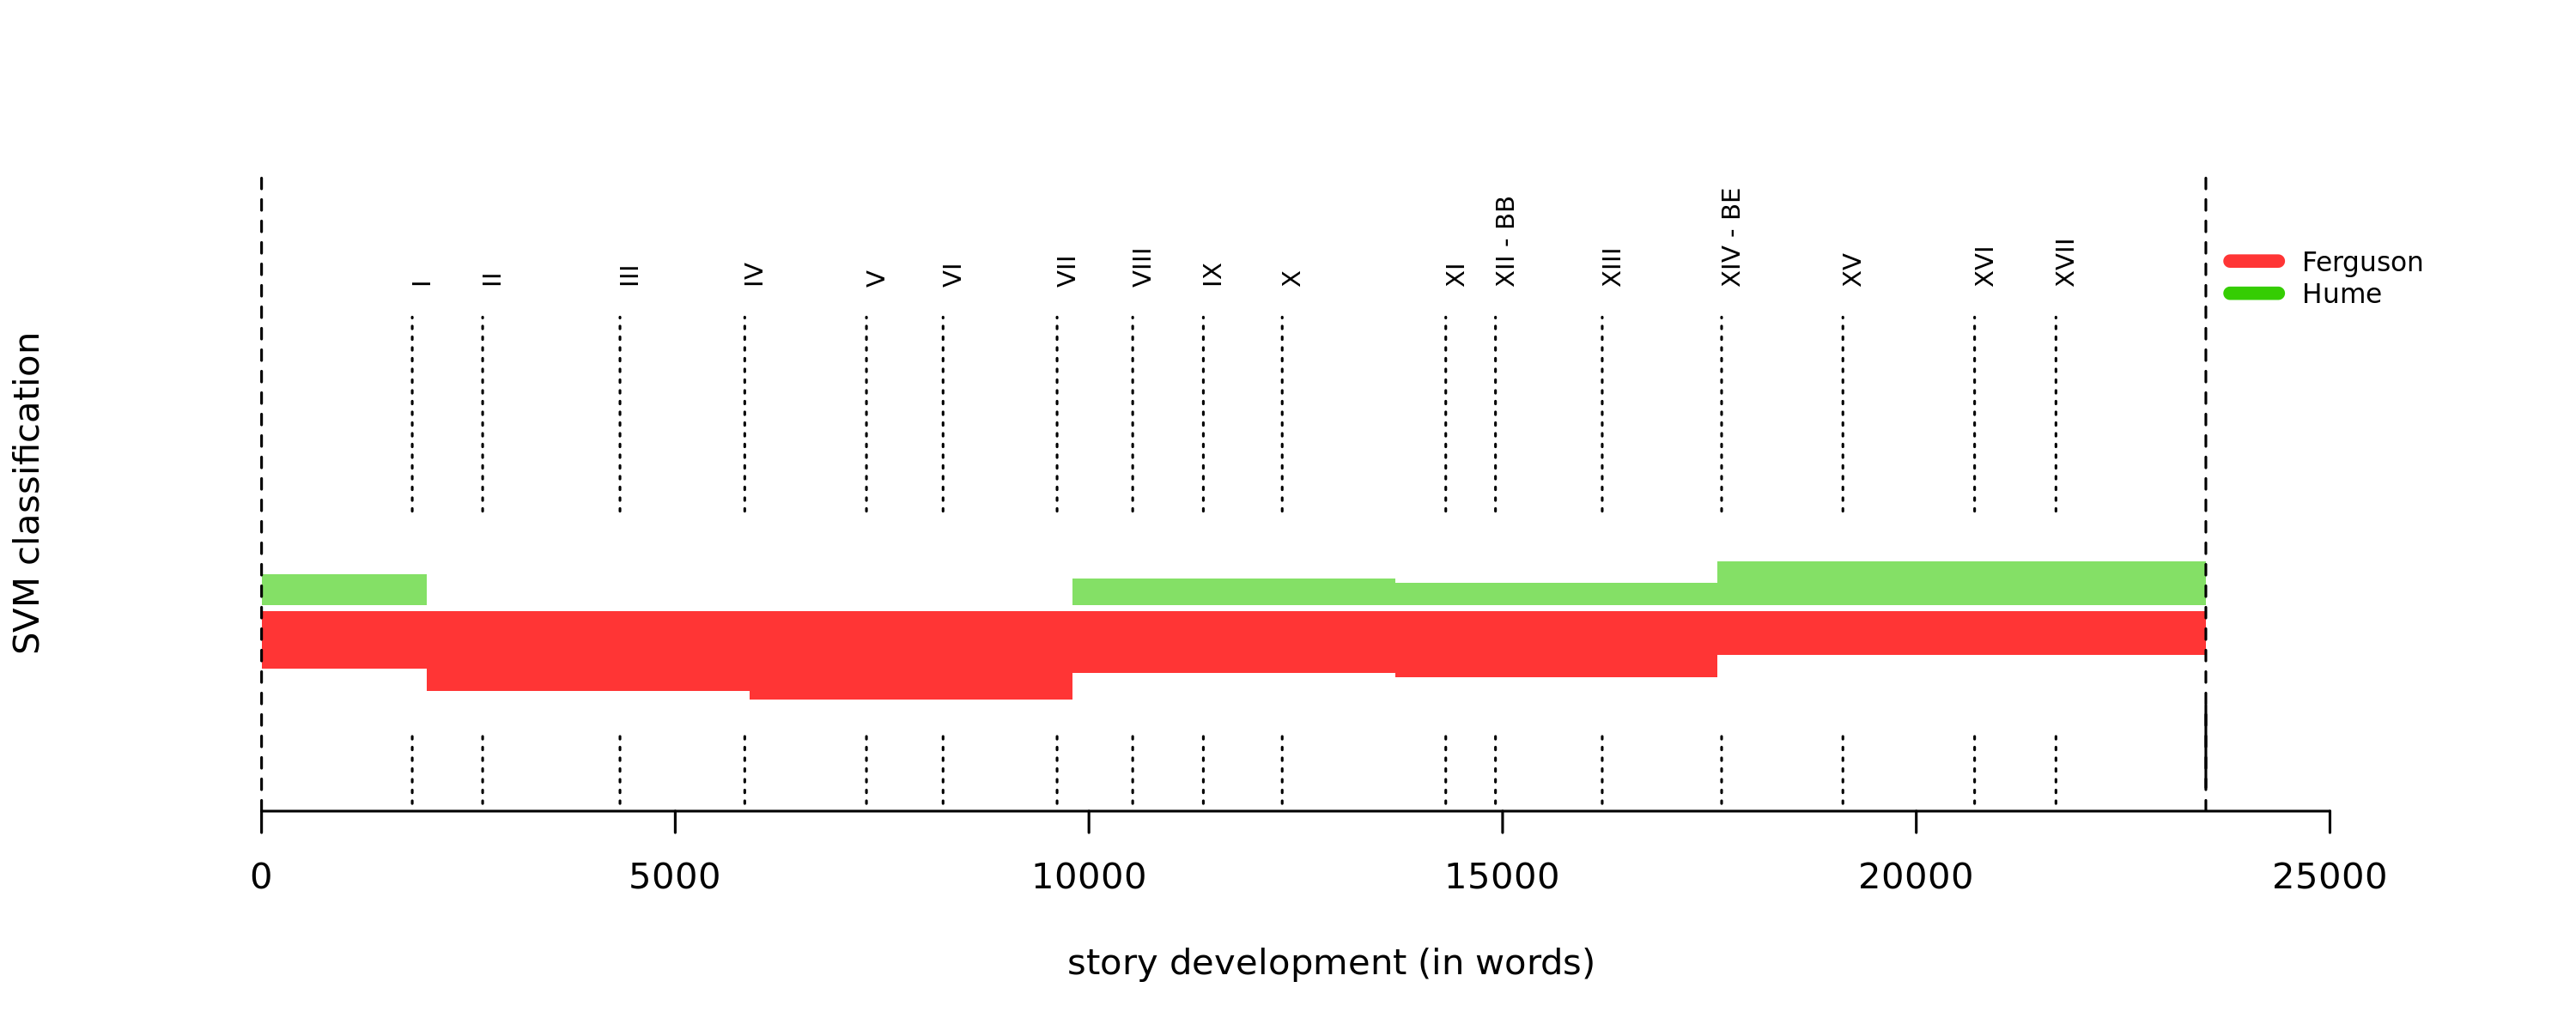 I
II
III
IV
V
VI
VII
VIII
IX
X
XI
XII - BB
XIII
XIV - BE
XV
XVI
XVII
Ferguson
Hume
SVM classification
0
5000
10000
15000
20000
25000
story development (in words)